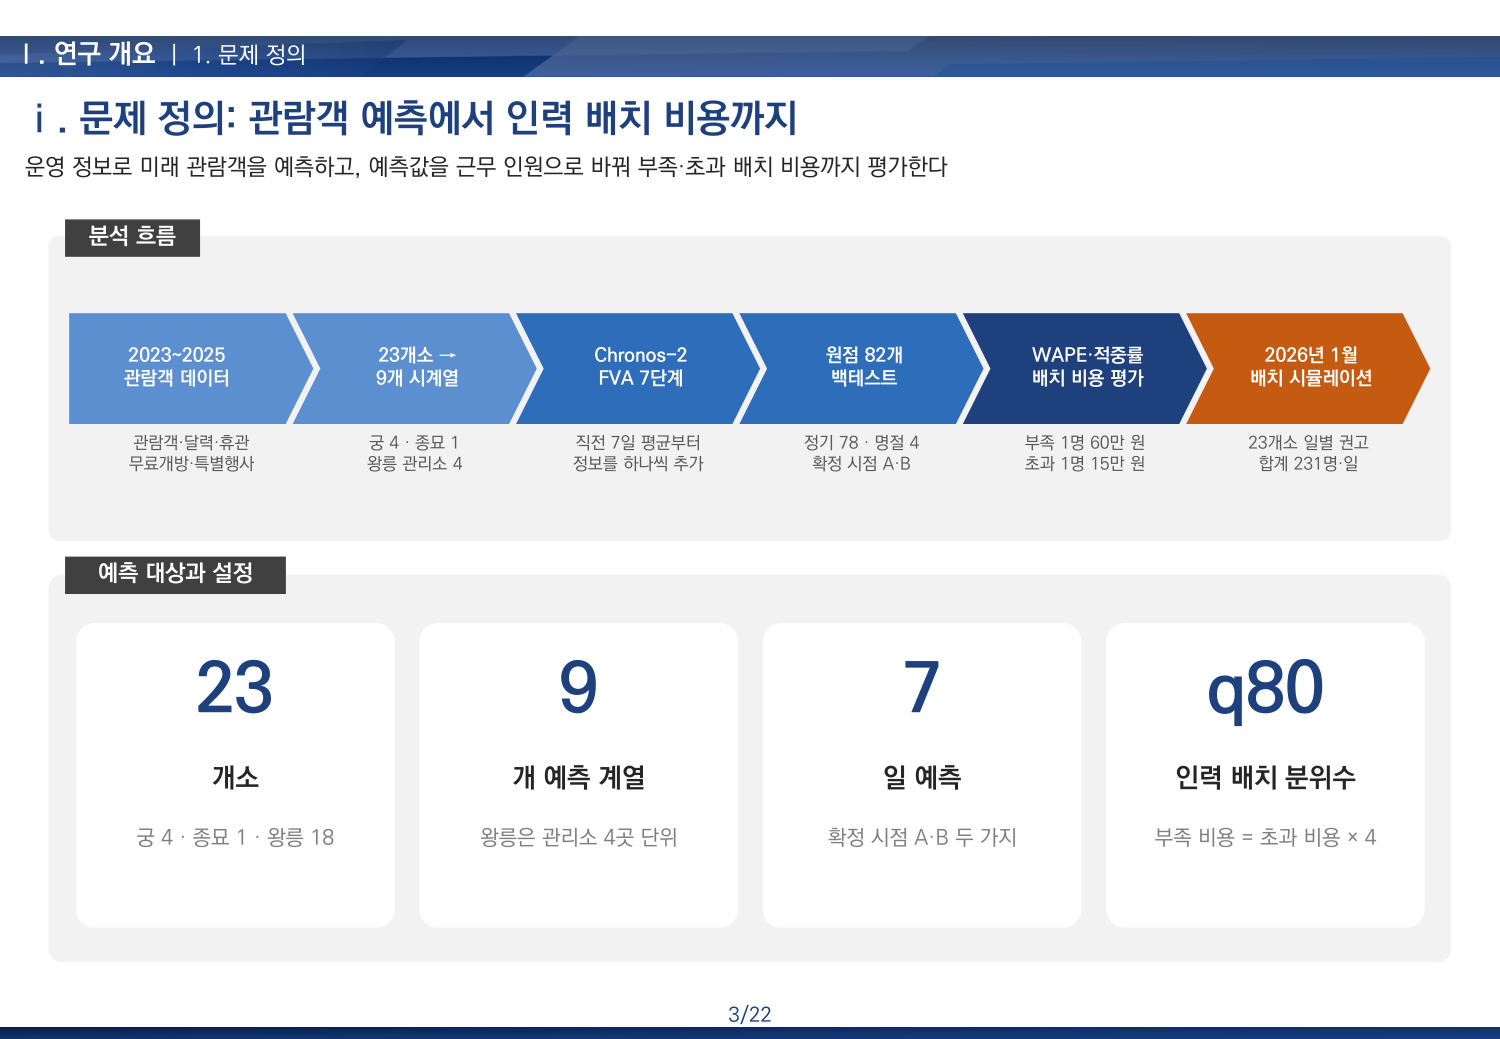 Ⅰ. 연구 개요 | 1. 문제 정의
ⅰ. 문제 정의: 관람객 예측에서 인력 배치 비용까지
운영 정보로 미래 관람객을 예측하고, 예측값을 근무 인원으로 바꿔 부족·초과 배치 비용까지 평가한다
분석 흐름
2023~2025
관람객 데이터
관람객·달력·휴관
무료개방·특별행사
23개소 →
9개 시계열
궁 4 · 종묘 1
왕릉 관리소 4
Chronos-2
FVA 7단계
직전 7일 평균부터
정보를 하나씩 추가
원점 82개
백테스트
정기 78 · 명절 4
확정 시점 A·B
WAPE·적중률
배치 비용 평가
부족 1명 60만 원
초과 1명 15만 원
2026년 1월
배치 시뮬레이션
23개소 일별 권고
합계 231명·일
예측 대상과 설정
23
개소
궁 4 · 종묘 1 · 왕릉 18
9
개 예측 계열
왕릉은 관리소 4곳 단위
7
일 예측
확정 시점 A·B 두 가지
q80
인력 배치 분위수
부족 비용 = 초과 비용 × 4
3/22